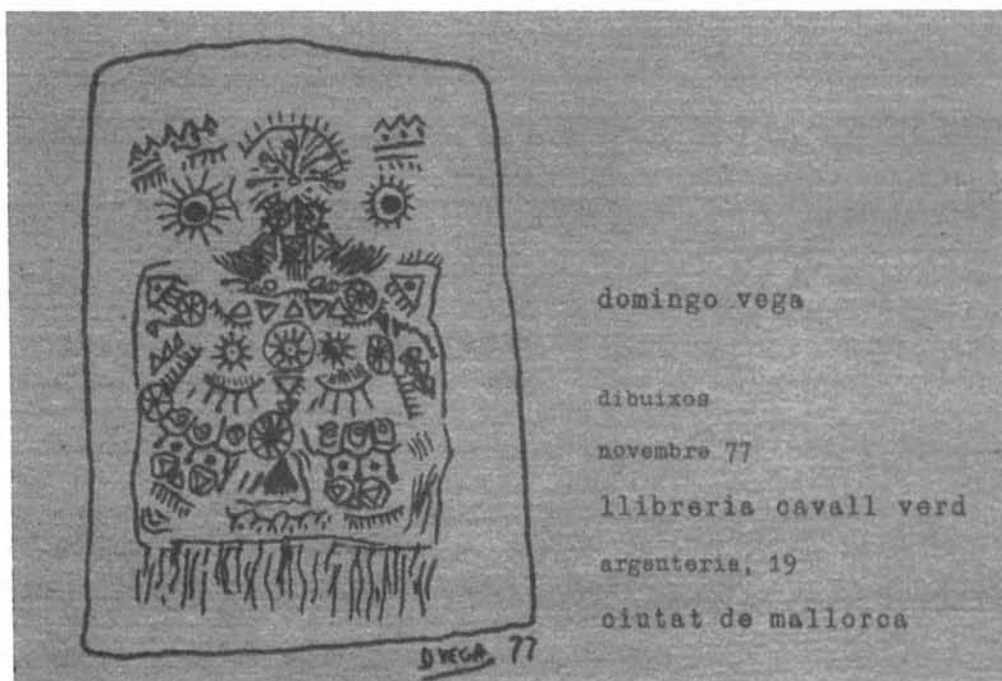 domingo vega
dibuixos
novembre 77
llibreria cavall verd
argenteria, 19
ciutat de mallorca
D VEGA 77